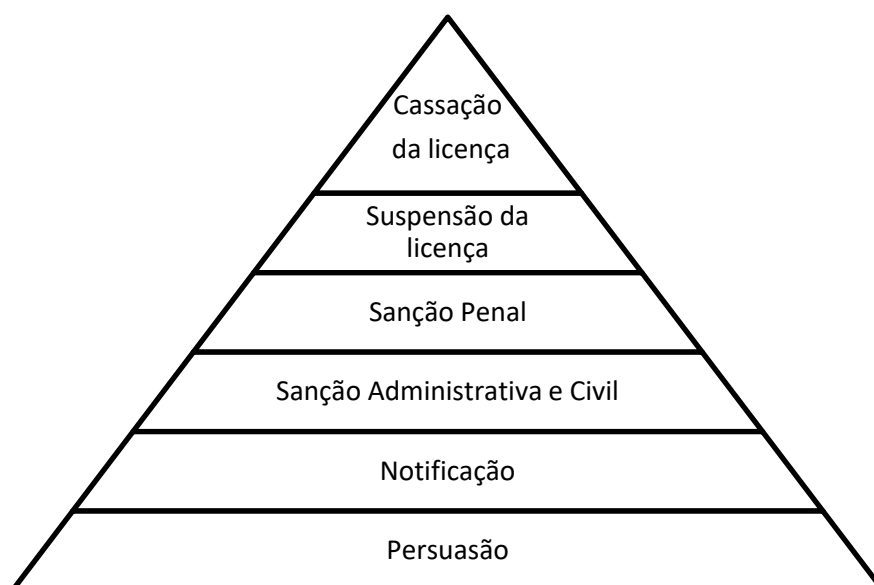 Cassação
da licença
Suspensão da
licença
Sanção Penal
Sanção Administrativa e Civil
Notificação
Persuasão